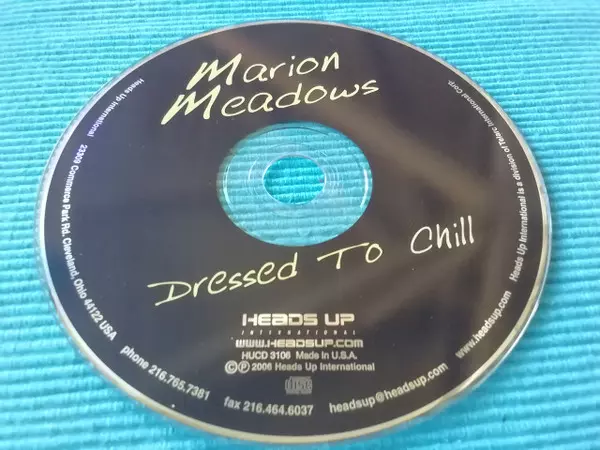 Marion
Meadows
Dressed To Chill
HEADS UP
INTERNATIONAL
www.HEADSUP.com
HUCD 3106 Made in U.S.A.
©℗ 2006 Heads Up International
disc
Heads Up International
23309 Commerce Park Rd. Cleveland, Ohio 44122 USA
phone 216.765.7381
fax 216.464.6037
headsup@headsup.com
www.headsup.com
Heads Up International is a division of Telarc International Corp.